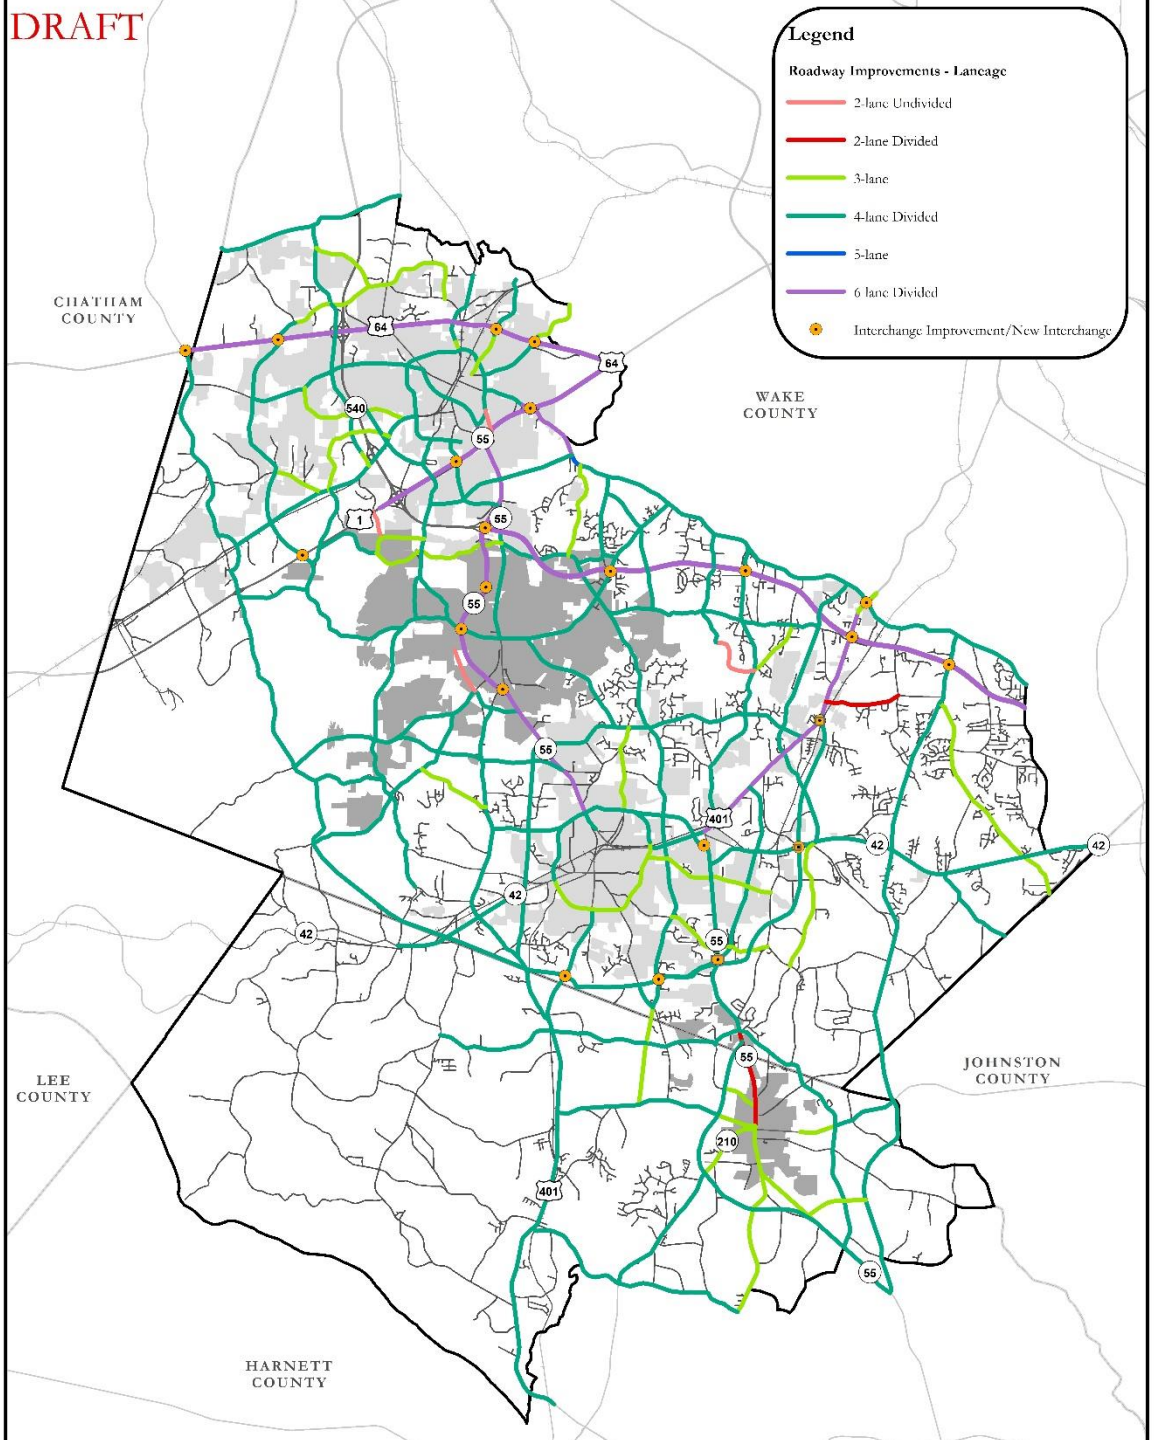 DRAFT
Legend
Roadway Improvements - Laneage
2-lane Undivided
2-lane Divided
3-lane
4-lane Divided
5-lane
6 lane Divided
Interchange Improvement/New Interchange
CHATHAM
COUNTY
64
64
WAKE
COUNTY
540
55
1
55
55
55
401
42
42
42
42
55
LEE
COUNTY
55
JOHNSTON
COUNTY
210
401
55
HARNETT
COUNTY